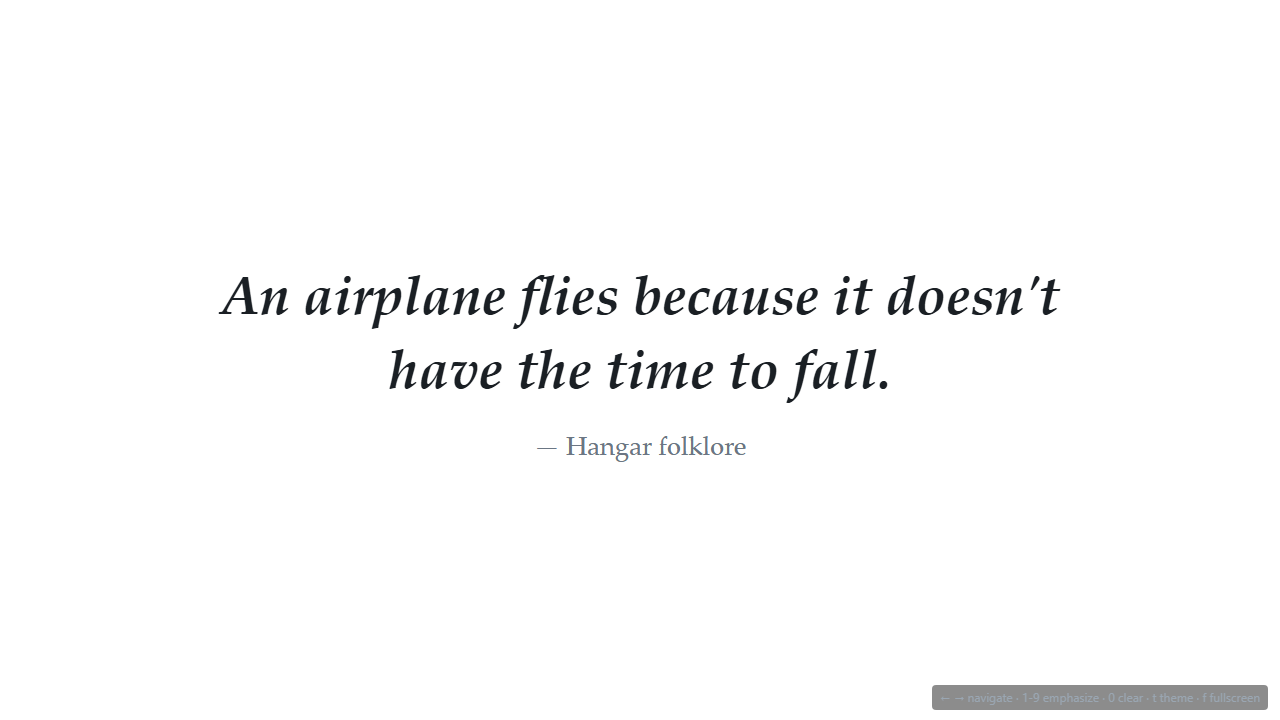 An airplane flies because it doesn't
have the time to fall.
— Hangar folklore
← → navigate · 1-9 emphasize · 0 clear · t theme · f fullscreen